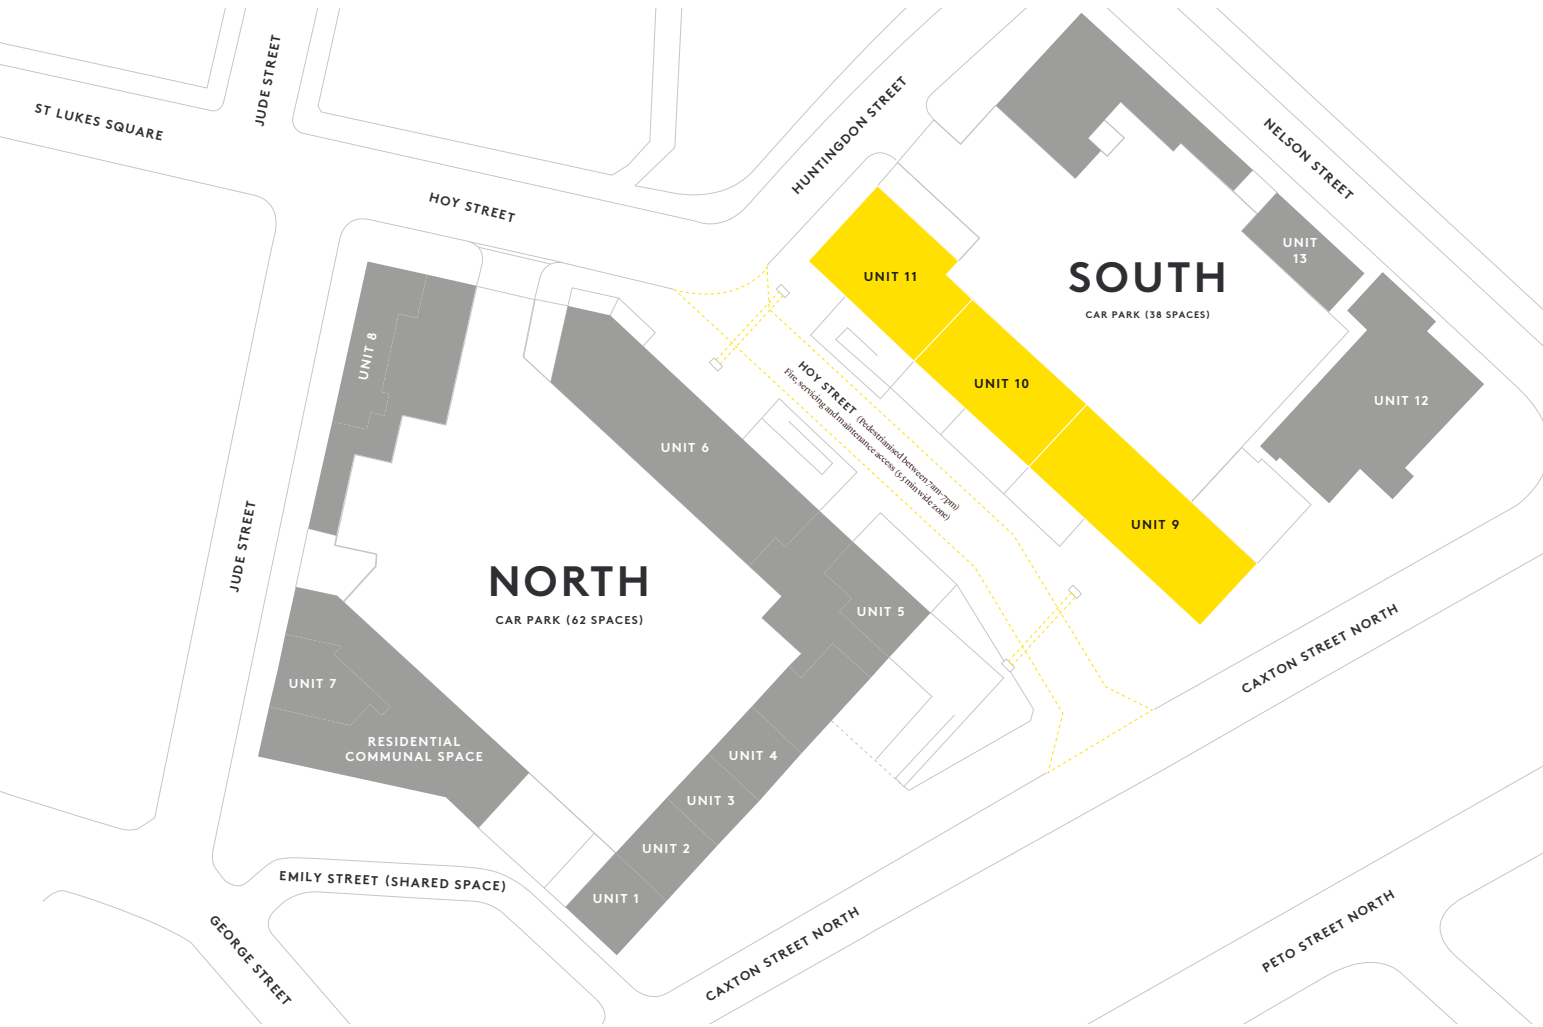 ST LUKES SQUARE
JUDE STREET
HOY STREET
HUNTINGDON STREET
NELSON STREET
UNIT
13
UNIT 11
SOUTH
CAR PARK (38 SPACES)
UNIT 8
UNIT 10
UNIT 12
HOY STREET (Pedestrianised between 7am-7pm)
Fire, servicing and maintenance access (5.5 min wide zone)
UNIT 6
UNIT 9
JUDE STREET
NORTH
CAR PARK (62 SPACES)
UNIT 5
CAXTON STREET NORTH
UNIT 7
RESIDENTIAL
COMMUNAL SPACE
UNIT 4
UNIT 3
UNIT 2
EMILY STREET (SHARED SPACE)
UNIT 1
GEORGE STREET
CAXTON STREET NORTH
PETO STREET NORTH